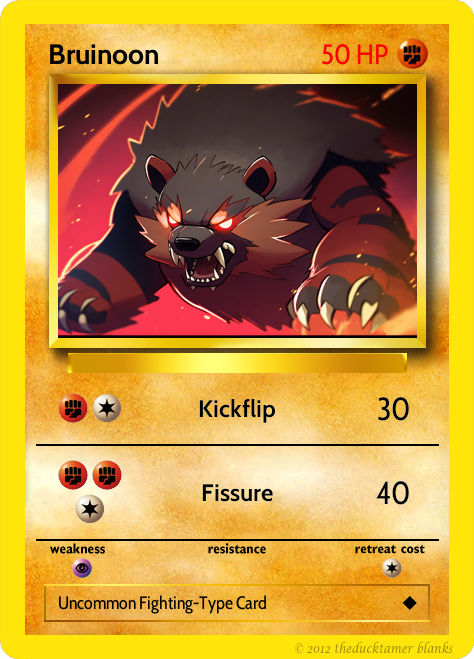 Bruinoon 50 HP
Kickflip 30
Fissure 40
weakness resistance retreat cost
Uncommon Fighting-Type Card
© 2012 theducktamer blanks